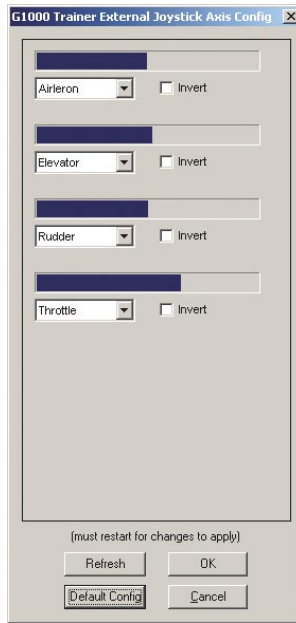 G1000 Trainer External Joystick Axis Config
Airleron
Invert
Elevator
Invert
Rudder
Invert
Throttle
Invert
(must restart for changes to apply)
Refresh OK
Default Config Cancel